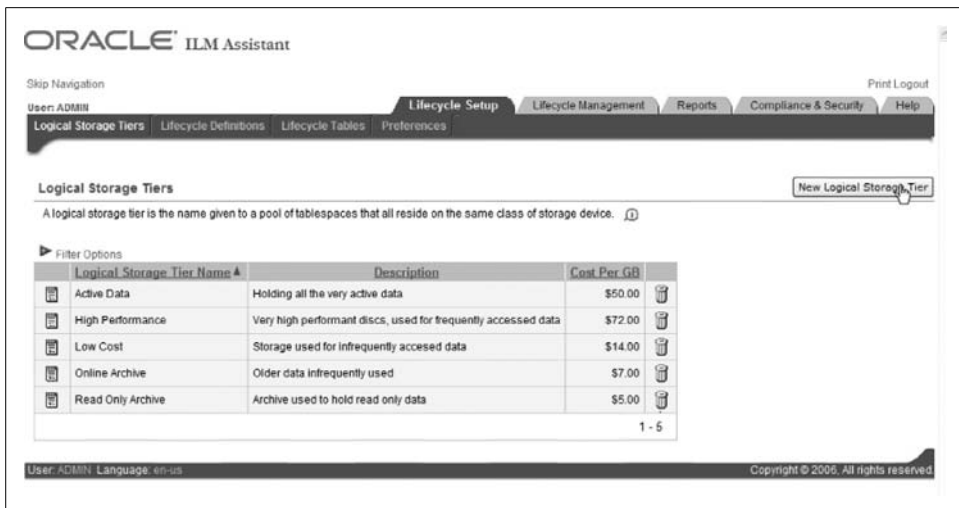 ORACLE ILM Assistant
Skip Navigation
Print Logout
User: ADMIN
Lifecycle Setup Lifecycle Management Reports Compliance & Security Help
Logical Storage Tiers Lifecycle Definitions Lifecycle Tables Preferences
Logical Storage Tiers
New Logical Storage Tier
A logical storage tier is the name given to a pool of tablespaces that all reside on the same class of storage device.
Filter Options
Logical Storage Tier Name Description Cost Per GB
Active Data Holding all the very active data $50.00
High Performance Very high performant discs, used for frequently accessed data $72.00
Low Cost Storage used for infrequently accesed data $14.00
Online Archive Older data infrequently used $7.00
Read Only Archive Archive used to hold read only data $5.00
1 - 5
User: ADMIN Language: en-us
Copyright © 2006, All rights reserved.